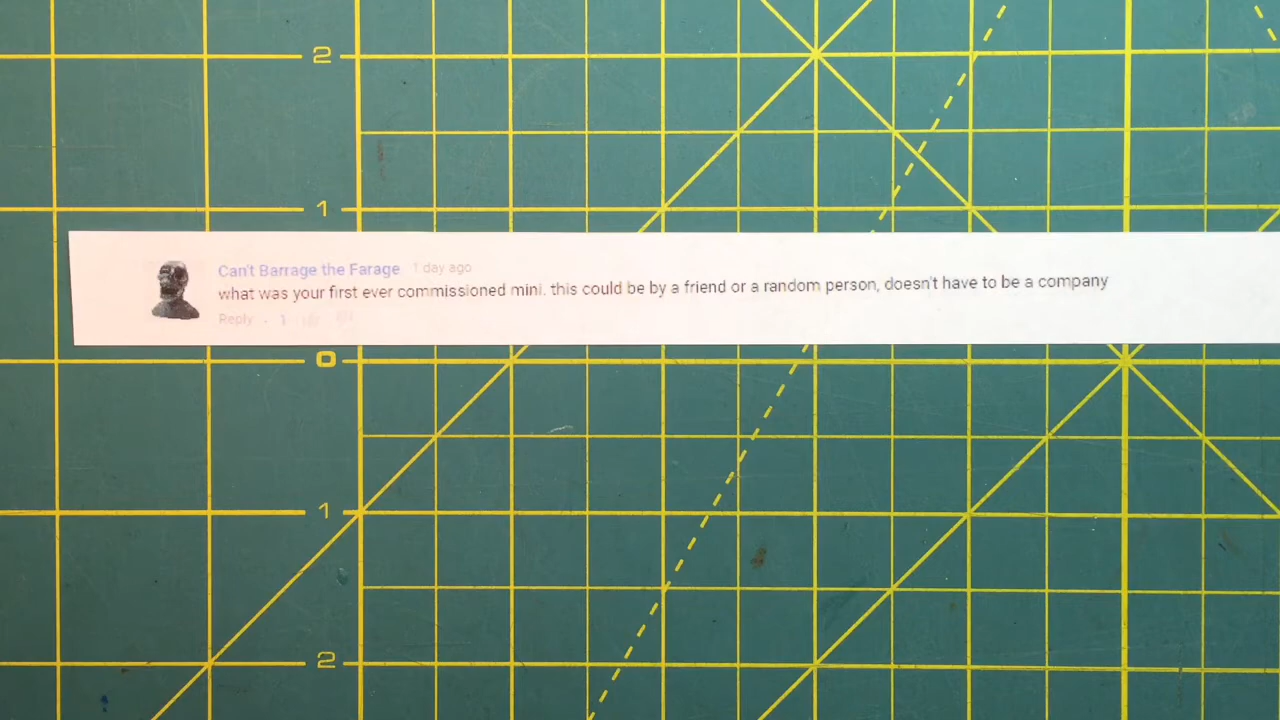 2
1
Can't Barrage the Farage 1 day ago
what was your first ever commissioned mini. this could be by a friend or a random person, doesn't have to be a company
Reply . 1
0
1
2